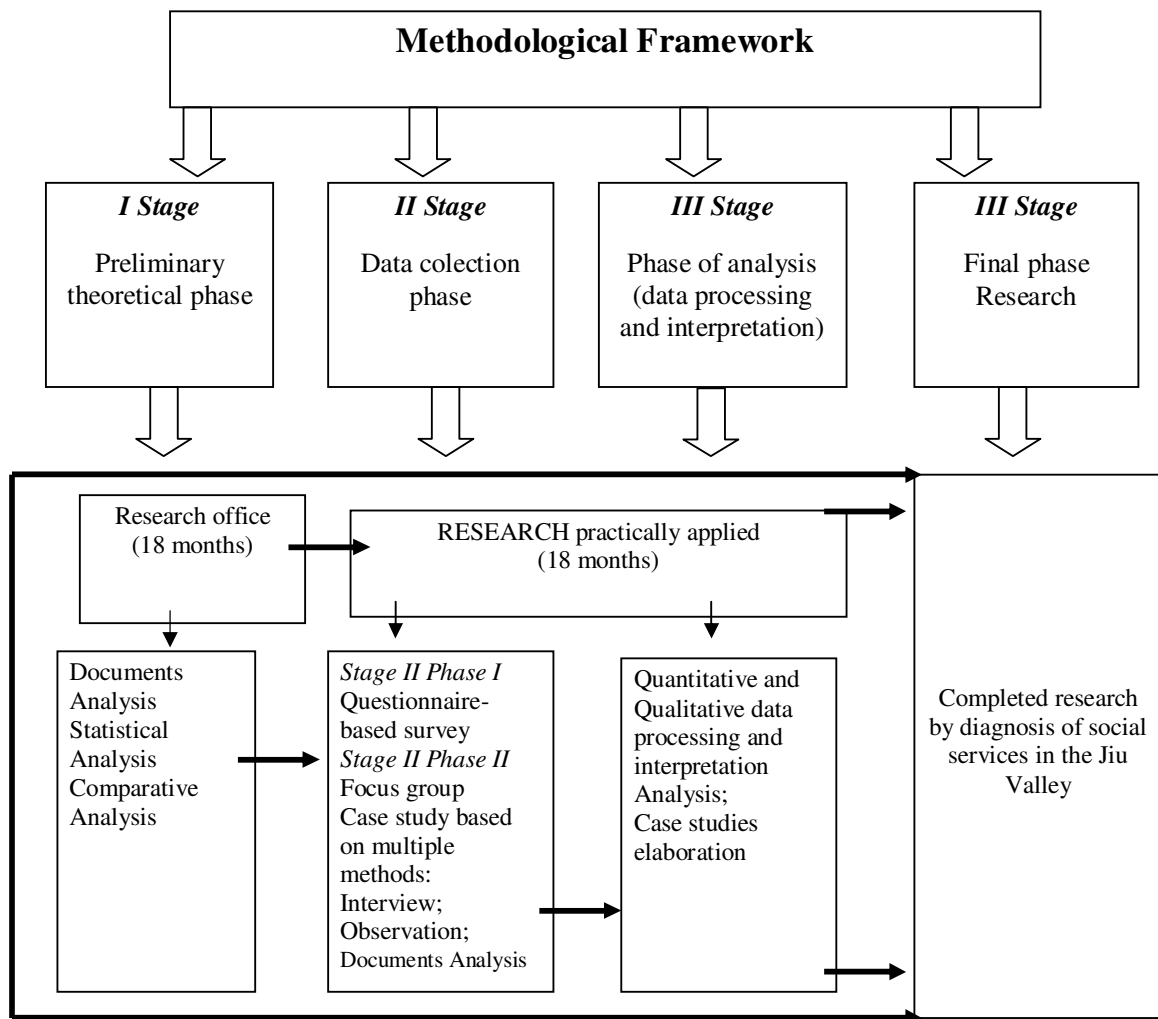 Methodological Framework
I Stage
Preliminary
theoretical phase
II Stage
Data colection
phase
III Stage
Phase of analysis
(data processing
and interpretation)
III Stage
Final phase
Research
Research office
(18 months)
RESEARCH practically applied
(18 months)
Documents
Analysis
Statistical
Analysis
Comparative
Analysis
Stage II Phase I
Questionnaire-
based survey
Stage II Phase II
Focus group
Case study based
on multiple
methods:
Interview;
Observation;
Documents Analysis
Quantitative and
Qualitative data
processing and
interpretation
Analysis;
Case studies
elaboration
Completed research
by diagnosis of social
services in the Jiu
Valley